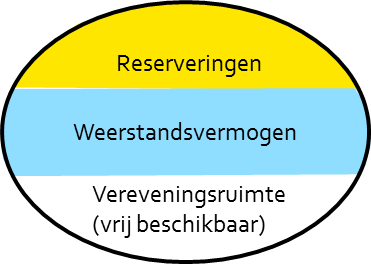 Reserveringen
Weerstandsvermogen
Vereveningsruimte
(vrij beschikbaar)